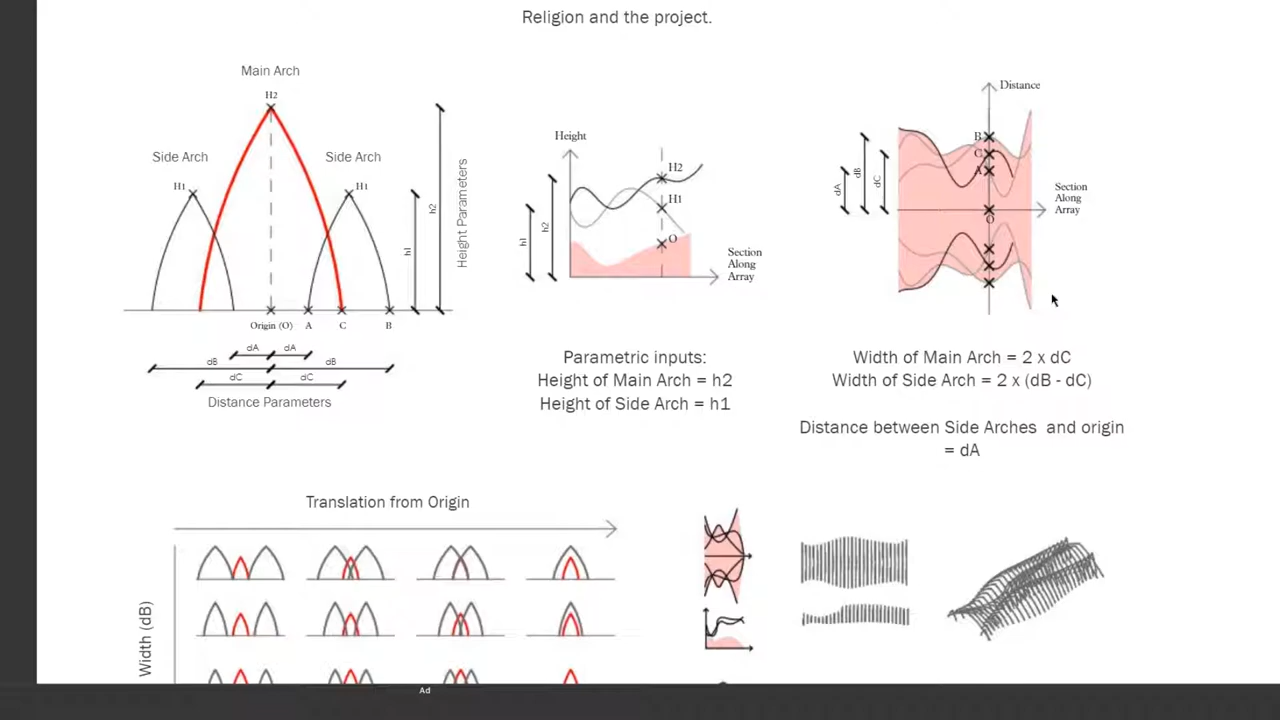 Religion and the project.
Main Arch
H2
Side Arch
Side Arch
H1
H1
h1
h2
Height Parameters
Origin (O)
A
C
B
dA
dA
dB
dB
dC
dC
Distance Parameters
Height
H2
H1
O
h1
h2
Section
Along
Array
Parametric inputs:
Height of Main Arch = h2
Height of Side Arch = h1
Distance
B
C
A
O
dA
dB
dC
Section
Along
Array
Width of Main Arch = 2 x dC
Width of Side Arch = 2 x (dB - dC)
Distance between Side Arches and origin
= dA
Translation from Origin
Width (dB)
Ad